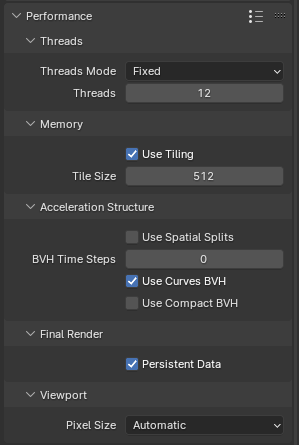 Performance
Threads
Threads Mode Fixed
Threads 12
Memory
Use Tiling
Tile Size 512
Acceleration Structure
Use Spatial Splits
BVH Time Steps 0
Use Curves BVH
Use Compact BVH
Final Render
Persistent Data
Viewport
Pixel Size Automatic